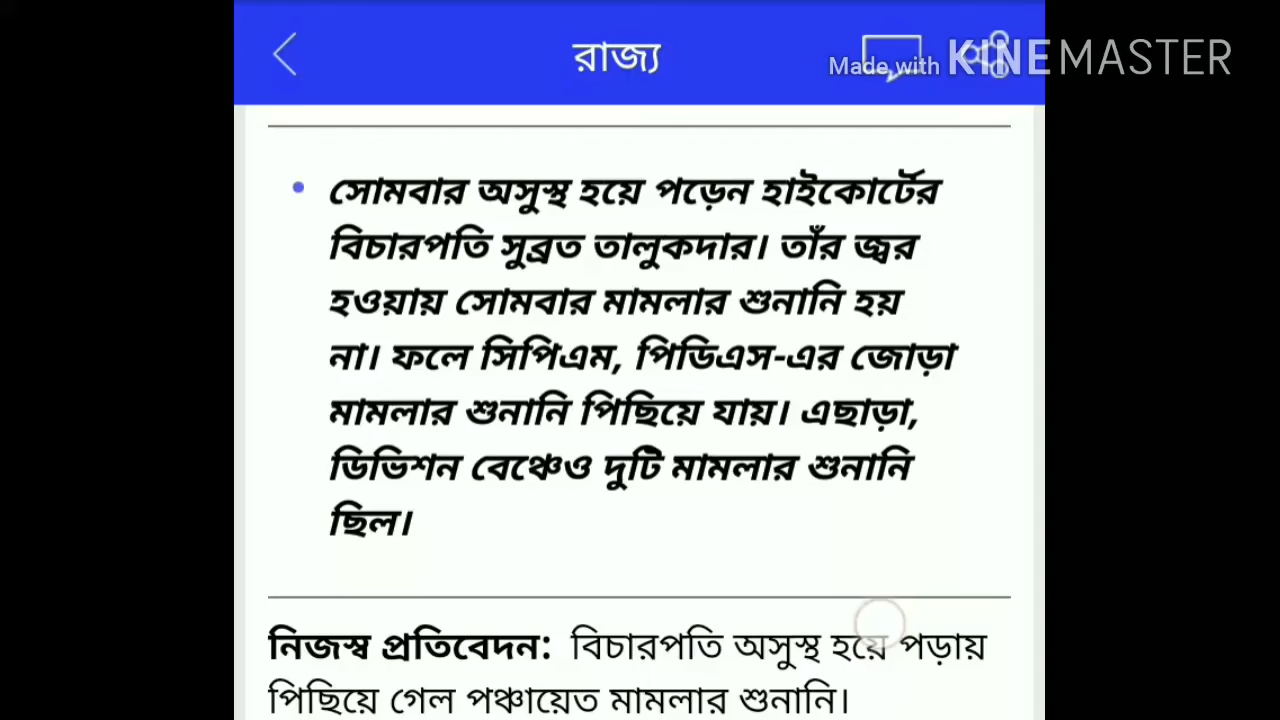 রাজ্য
Made with KINEMASTER
• সোমবার অসুস্থ হয়ে পড়েন হাইকোর্টের
বিচারপতি সুব্রত তালুকদার। তাঁর জ্বর
হওয়ায় সোমবার মামলার শুনানি হয়
না। ফলে সিপিএম, পিডিএস-এর জোড়া
মামলার শুনানি পিছিয়ে যায়। এছাড়া,
ডিভিশন বেঞ্চেও দুটি মামলার শুনানি
ছিল।
নিজস্ব প্রতিবেদন: বিচারপতি অসুস্থ হয়ে পড়ায়
পিছিয়ে গেল পঞ্চায়েত মামলার শুনানি।